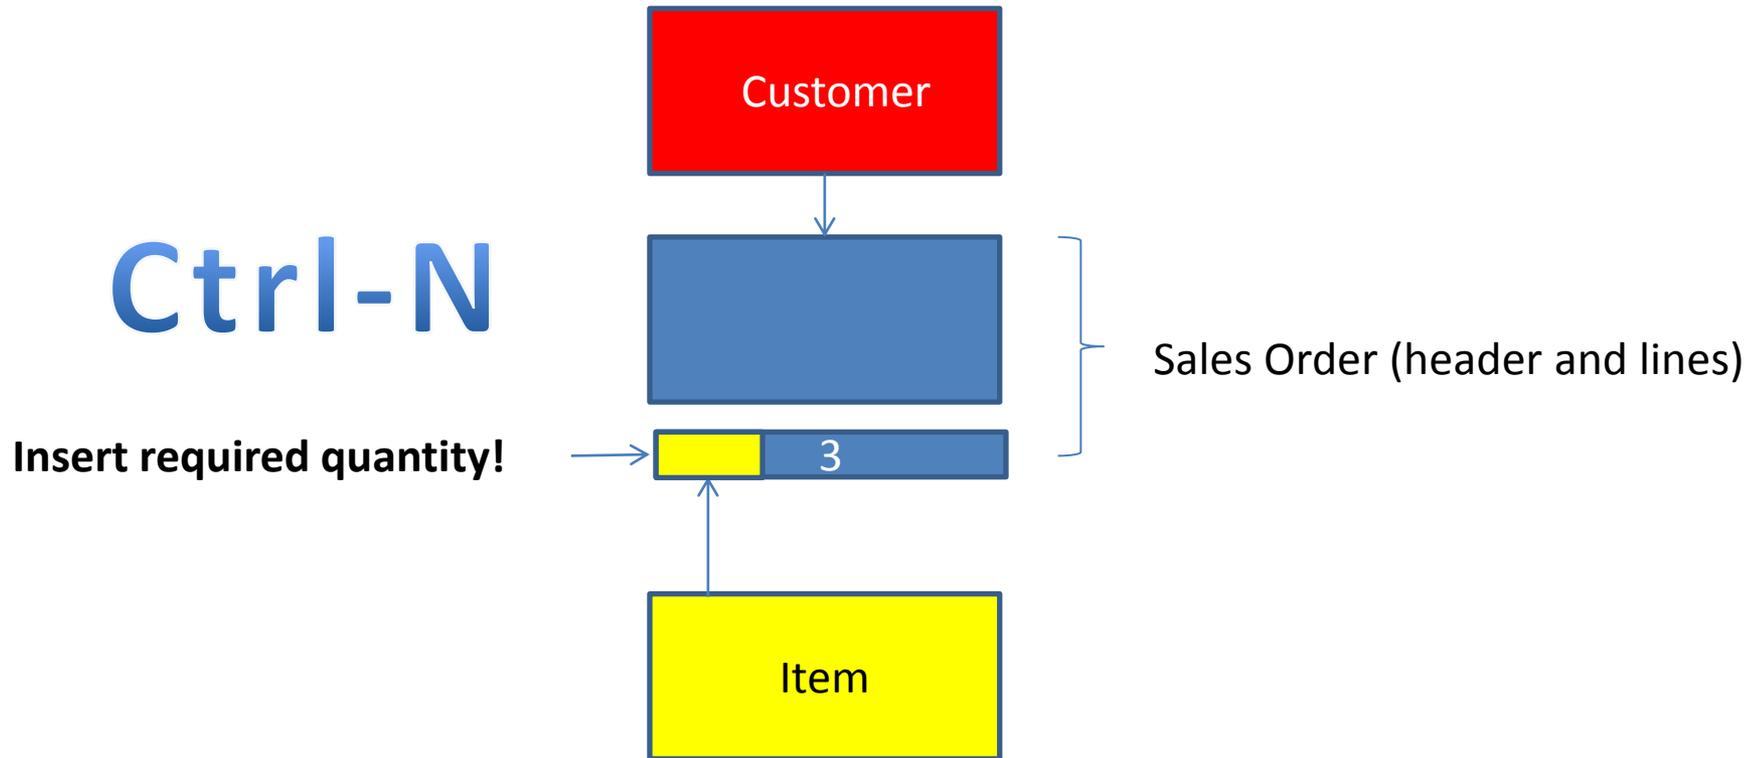 Customer
Ctrl-N
Sales Order (header and lines)
Insert required quantity!
3
Item